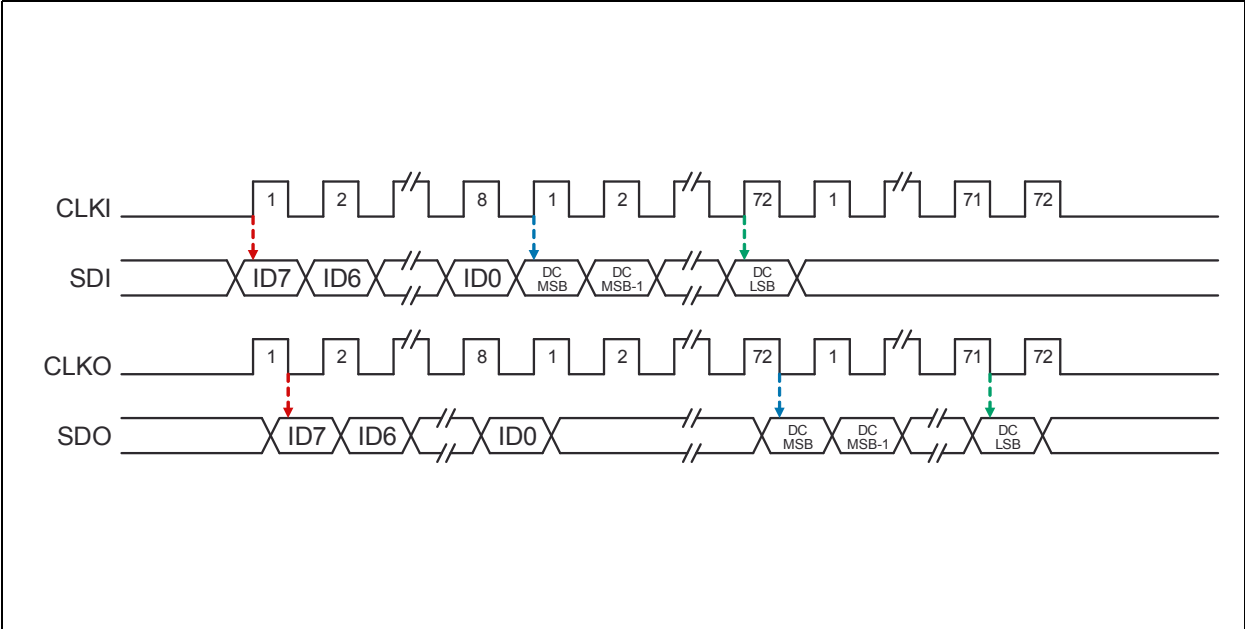 1 2 8 1 2 72 1 71 72
CLKI
SDI
ID7 ID6 ID0 DC MSB DC MSB-1 DC LSB
1 2 8 1 2 72 1 71 72
CLKO
SDO
ID7 ID6 ID0 DC MSB DC MSB-1 DC LSB